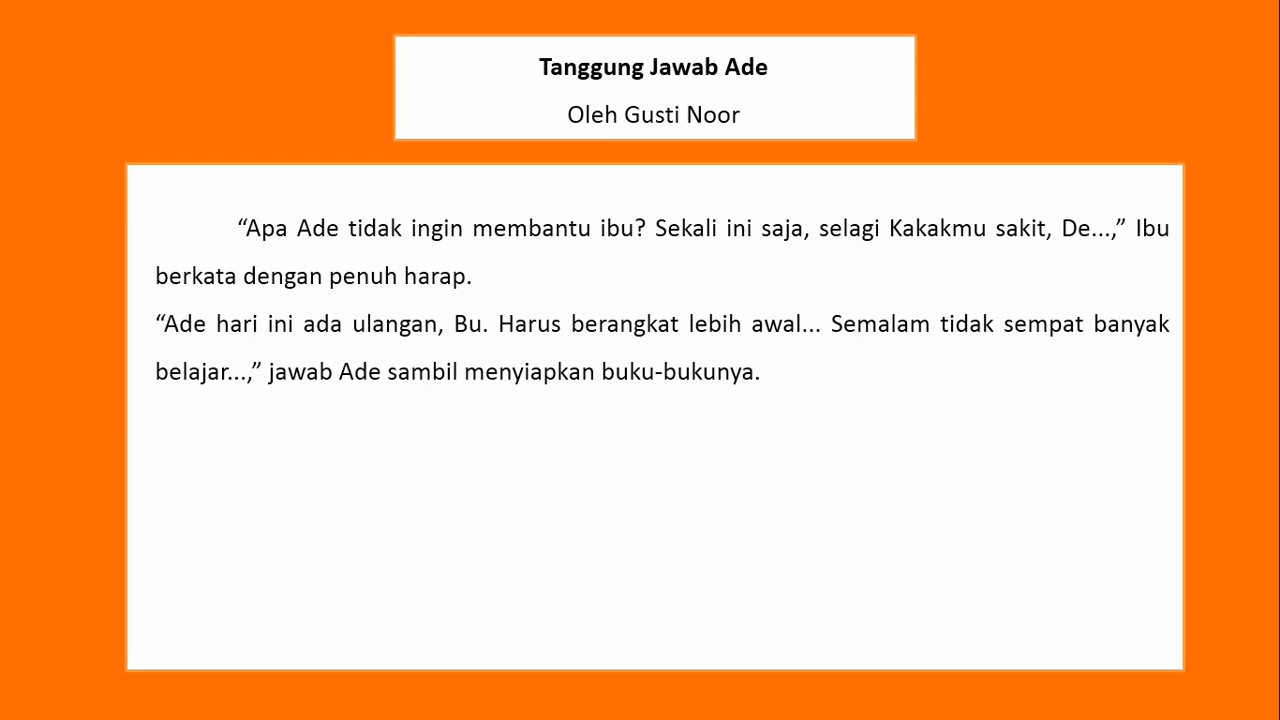 Tanggung Jawab Ade
Oleh Gusti Noor
“Apa Ade tidak ingin membantu ibu? Sekali ini saja, selagi Kakakmu sakit, De...,” Ibu
berkata dengan penuh harap.
“Ade hari ini ada ulangan, Bu. Harus berangkat lebih awal... Semalam tidak sempat banyak
belajar...,” jawab Ade sambil menyiapkan buku-bukunya.